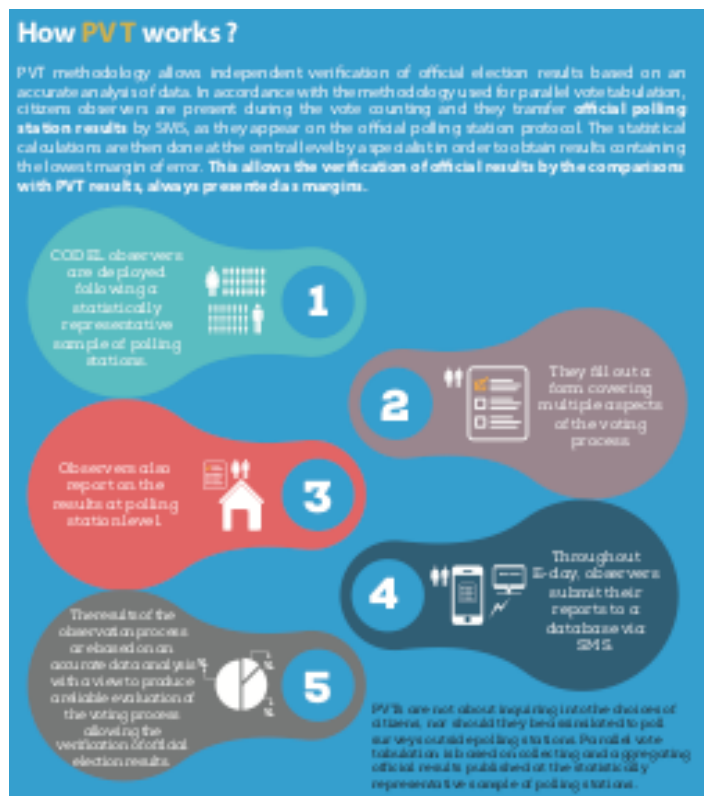 How PVT works ?
PVT methodology allows independent verification of official election results based on an
accurate analysis of data. In accordance with the methodology used for parallel vote tabulation,
citizens observers are present during the vote counting and they transfer official polling
station results by SMS, as they appear on the official polling station protocol. The statistical
calculations are then done at the central level by a specialist in order to obtain results containing
the lowest margin of error. This allows the verification of official results by the comparisons
with PVT results, always presented as margins.
CODEL observers
are deployed
following a
statistically
representative
sample of polling
stations.
1
They fill out a
form covering
multiple aspects
of the voting
process.
2
Observers also
report on the
results at polling
station level
3
Throughout
E-day, observers
submit their
reports to a
database via
SMS.
4
The results of the
observation process
are based on an
accurate data analysis
with a view to produce
a reliable evaluation of
the voting process
allowing the
verification of official
election results.
5
PVTs are not about inquiring into the choices of
citizens, nor should they be assimilated to poll
surveys outside polling stations. Parallel vote
tabulation is based on collecting and aggregating
official results published at the statistically
representative sample of polling stations.